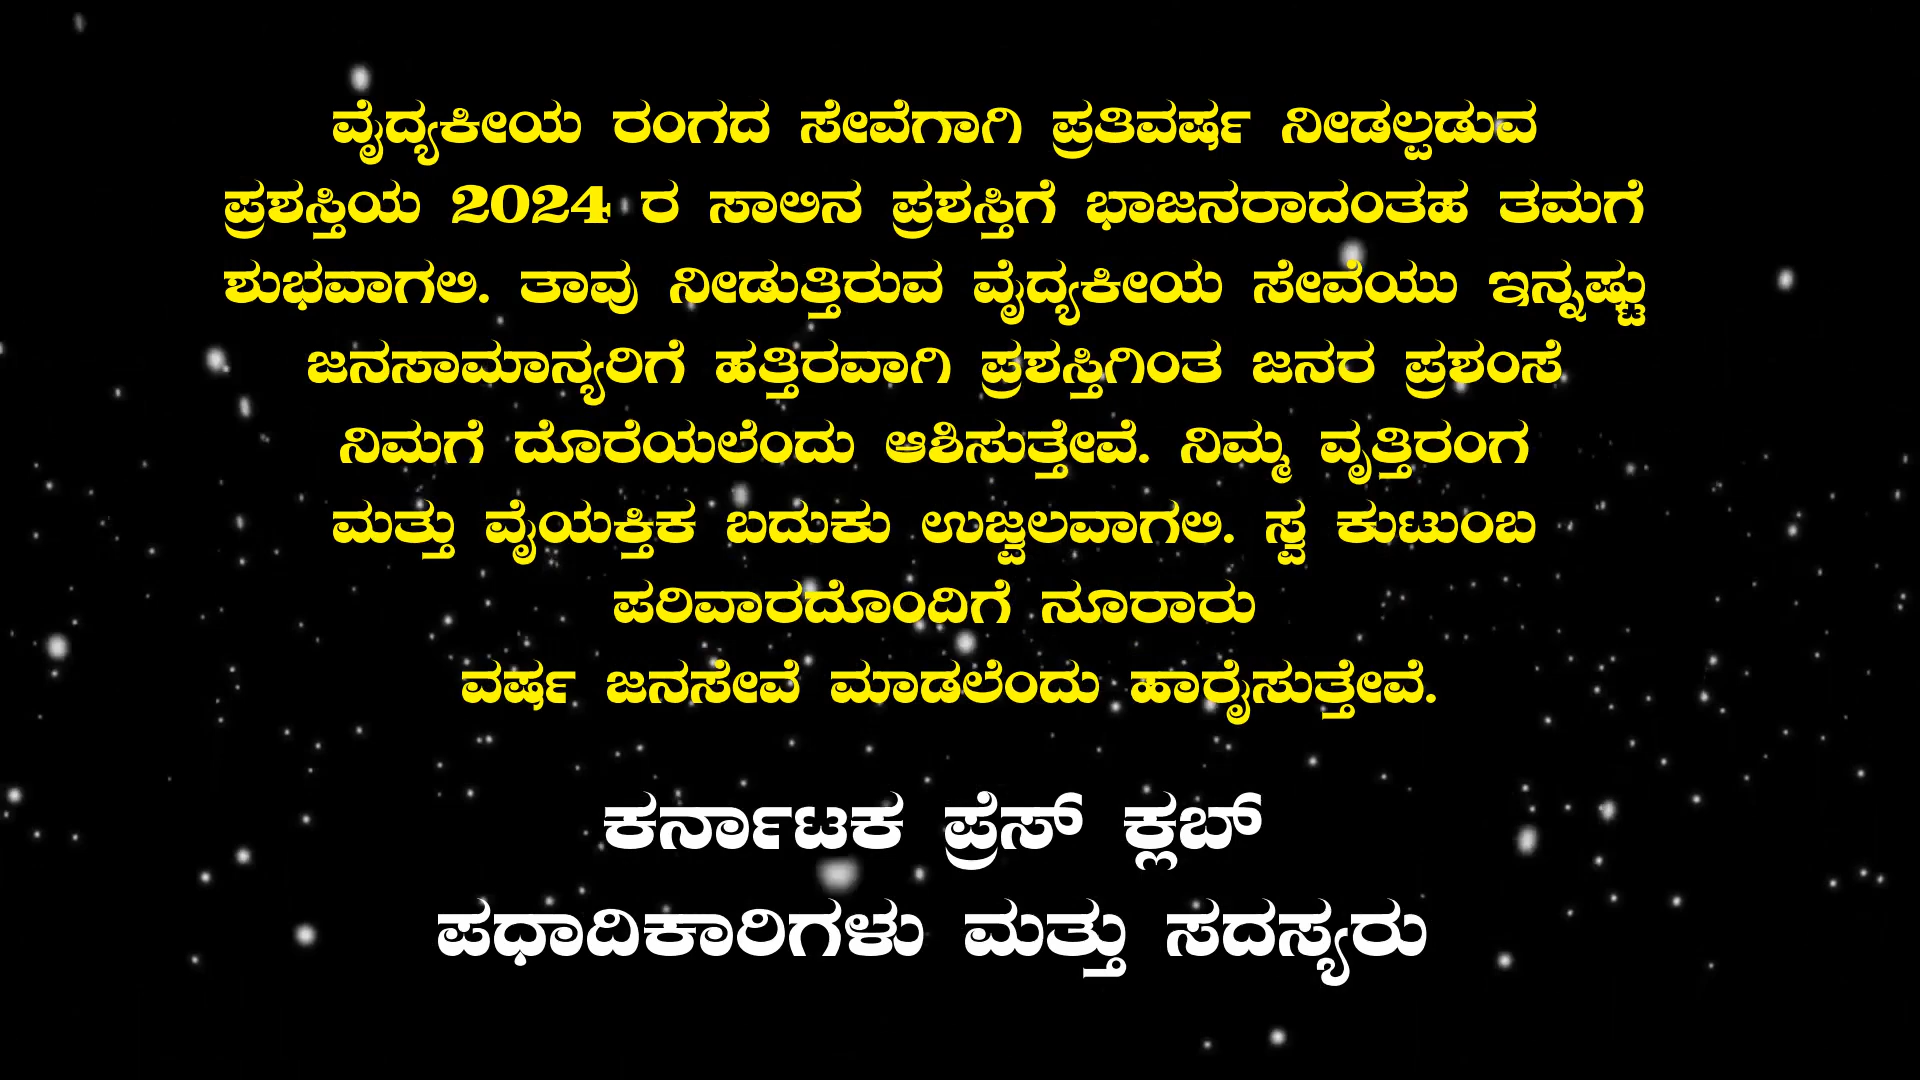 ವೈದ್ಯಕೀಯ ರಂಗದ ಸೇವೆಗಾಗಿ ಪ್ರತಿವರ್ಷ ನೀಡಲ್ಪಡುವ
ಪ್ರಶಸ್ತಿಯ 2024 ರ ಸಾಲಿನ ಪ್ರಶಸ್ತಿಗೆ ಭಾಜನರಾದಂತಹ ತಮಗೆ
ಶುಭವಾಗಲಿ. ತಾವು ನೀಡುತ್ತಿರುವ ವೈದ್ಯಕೀಯ ಸೇವೆಯು ಇನ್ನಷ್ಟು
ಜನಸಾಮಾನ್ಯರಿಗೆ ಹತ್ತಿರವಾಗಿ ಪ್ರಶಸ್ತಿಗಿಂತ ಜನರ ಪ್ರಶಂಸೆ
ನಿಮಗೆ ದೊರೆಯಲೆಂದು ಆಶಿಸುತ್ತೇವೆ. ನಿಮ್ಮ ವೃತ್ತಿರಂಗ
ಮತ್ತು ವೈಯಕ್ತಿಕ ಬದುಕು ಉಜ್ವಲವಾಗಲಿ. ಸ್ವ ಕುಟುಂಬ
ಪರಿವಾರದೊಂದಿಗೆ ನೂರಾರು
ವರ್ಷ ಜನಸೇವೆ ಮಾಡಲೆಂದು ಹಾರೈಸುತ್ತೇವೆ.
ಕರ್ನಾಟಕ ಪ್ರೆಸ್ ಕ್ಲಬ್
ಪಧಾದಿಕಾರಿಗಳು ಮತ್ತು ಸದಸ್ಯರು